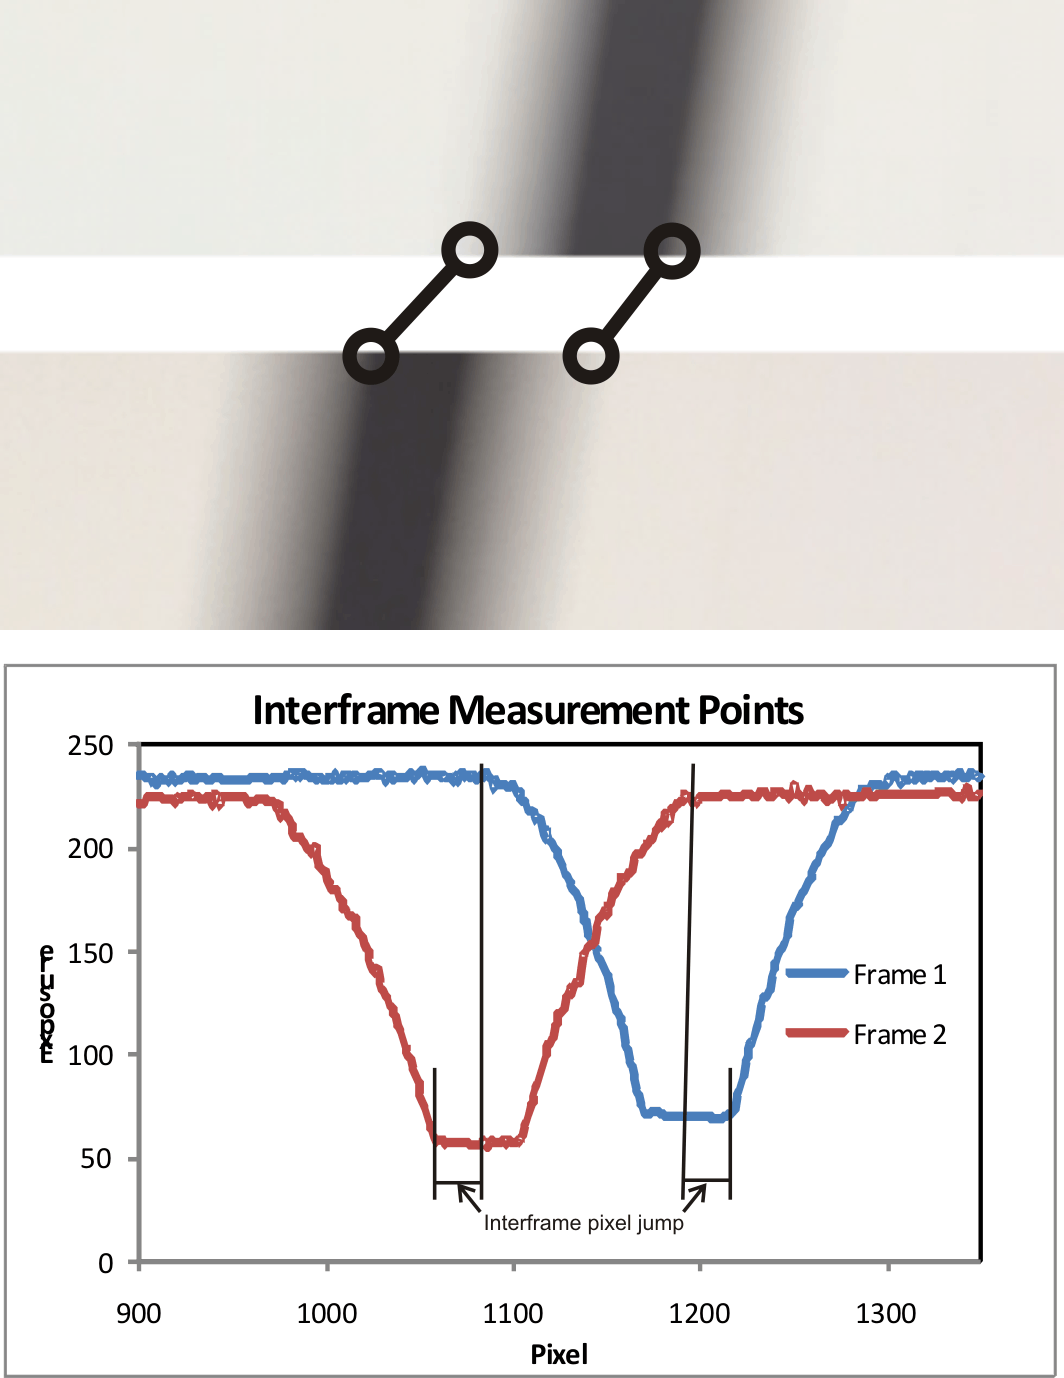 Interframe Measurement Points
250
200
150
100
50
0
Exposure
Frame 1
Frame 2
Interframe pixel jump
900
1000
1100
1200
1300
Pixel